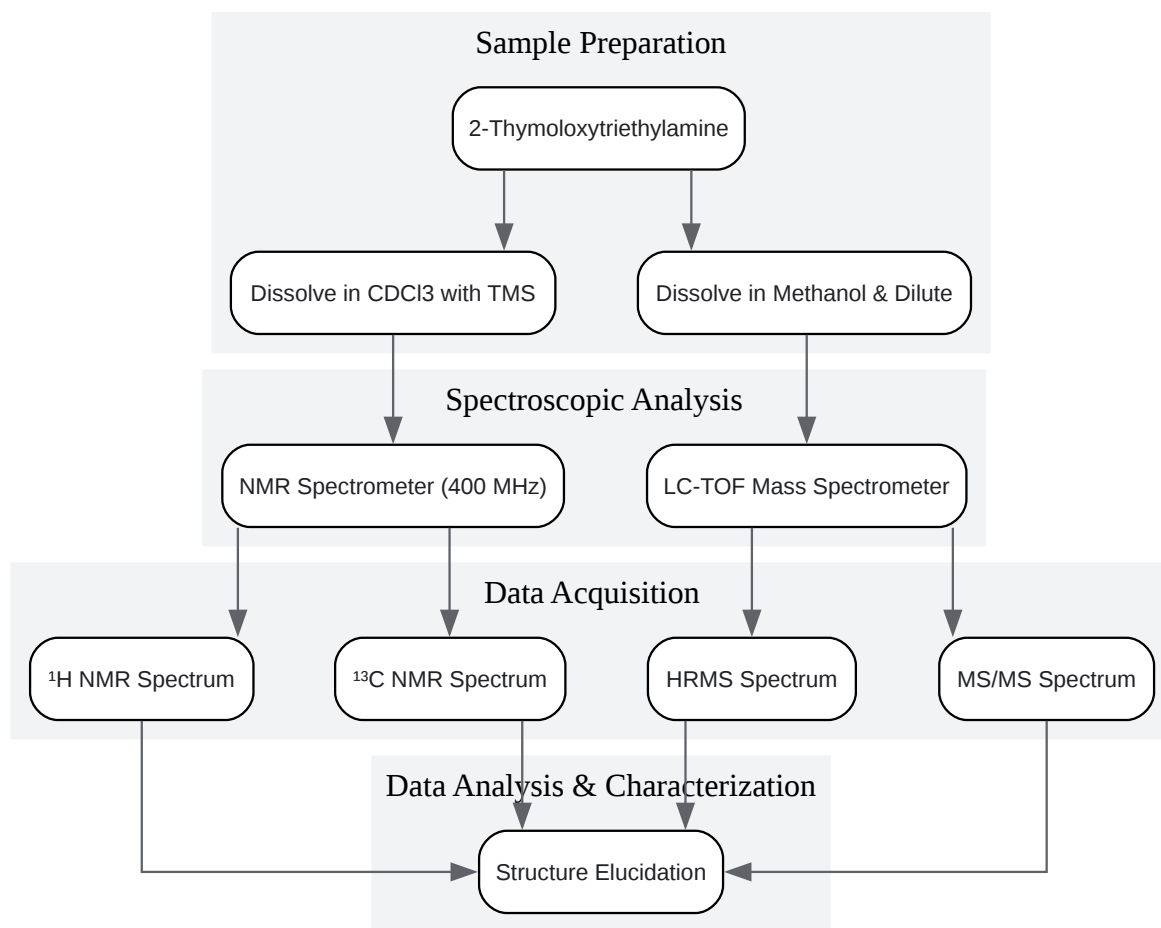 Sample Preparation
2-Thymoloxytriethylamine
Dissolve in CDCl3 with TMS
Dissolve in Methanol & Dilute
Spectroscopic Analysis
NMR Spectrometer (400 MHz)
LC-TOF Mass Spectrometer
Data Acquisition
¹H NMR Spectrum
¹³C NMR Spectrum
HRMS Spectrum
MS/MS Spectrum
Data Analysis & Characterization
Structure Elucidation